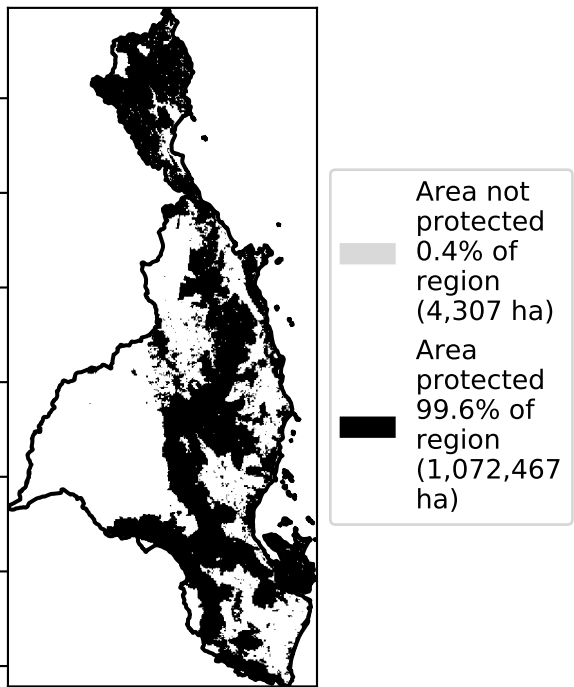 Area not
protected
0.4% of
region
(4,307 ha)
Area
protected
99.6% of
region
(1,072,467
ha)